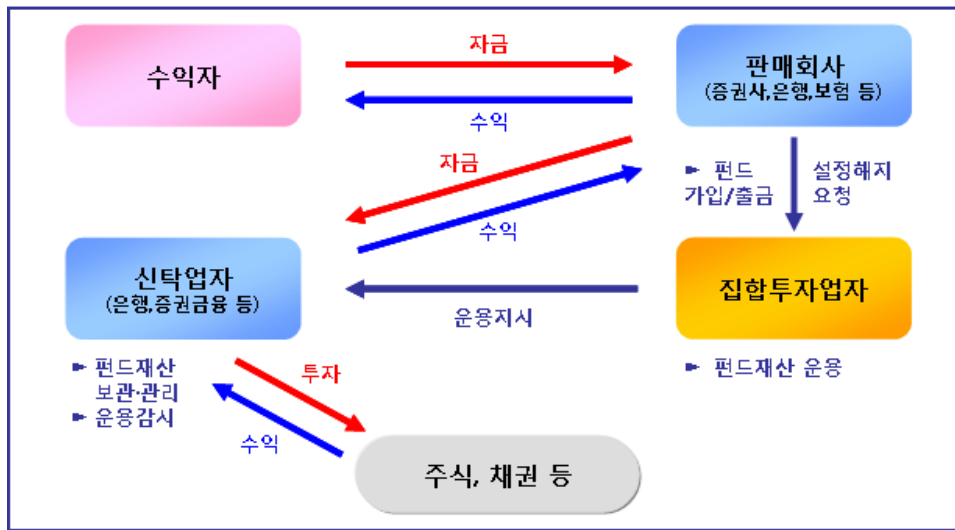 자금
수익자
판매회사
(증권사,은행,보험 등)
수익
자금
► 펀드
가입/출금
설정해지
요청
수익
신탁업자
(은행,증권금융 등)
집합투자업자
운용지시
► 펀드재산
보관·관리
► 운용감시
투자
► 펀드재산 운용
수익
주식, 채권 등